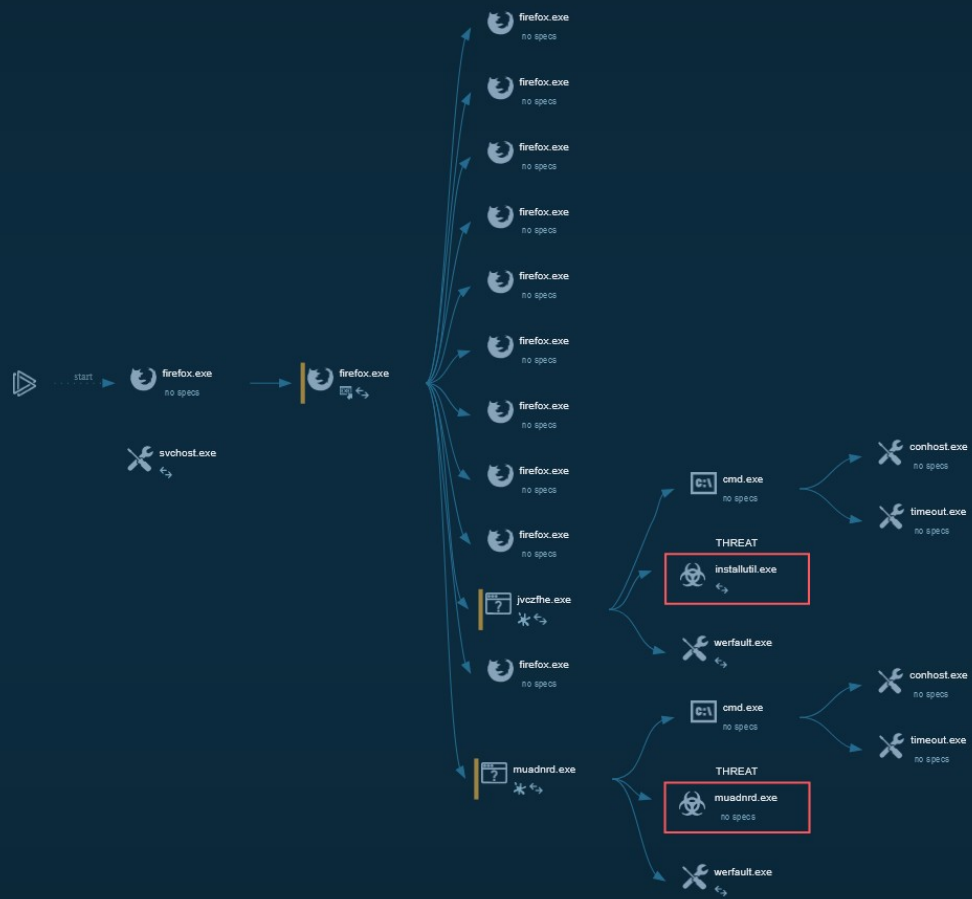 start
firefox.exe
no specs
svchost.exe
firefox.exe
firefox.exe
no specs
firefox.exe
no specs
firefox.exe
no specs
firefox.exe
no specs
firefox.exe
no specs
firefox.exe
no specs
firefox.exe
no specs
firefox.exe
no specs
firefox.exe
no specs
jvczfhe.exe
firefox.exe
no specs
muadnrd.exe
C:\
cmd.exe
no specs
THREAT
installutil.exe
werfault.exe
C:\
cmd.exe
no specs
THREAT
muadnrd.exe
no specs
werfault.exe
conhost.exe
no specs
timeout.exe
no specs
conhost.exe
no specs
timeout.exe
no specs